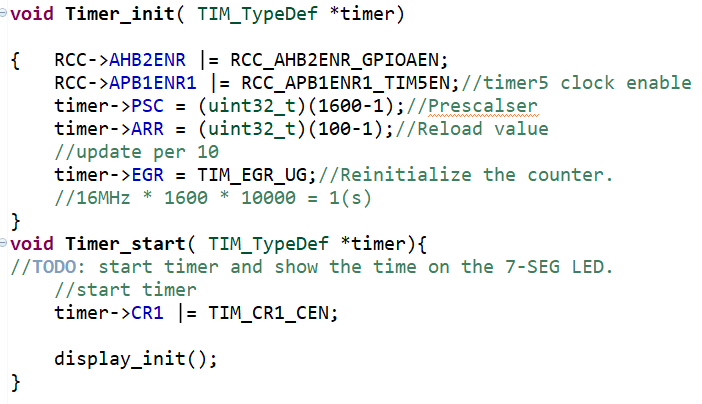 void Timer_init( TIM_TypeDef *timer)
{   RCC->AHB2ENR |= RCC_AHB2ENR_GPIOAEN;
    RCC->APB1ENR1 |= RCC_APB1ENR1_TIM5EN;//timer5 clock enable
    timer->PSC = (uint32_t)(1600-1);//Prescalser
    timer->ARR = (uint32_t)(100-1);//Reload value
    //update per 10
    timer->EGR = TIM_EGR_UG;//Reinitialize the counter.
    //16MHz * 1600 * 10000 = 1(s)
}
void Timer_start( TIM_TypeDef *timer){
//TODO: start timer and show the time on the 7-SEG LED.
    //start timer
    timer->CR1 |= TIM_CR1_CEN;
    display_init();
}